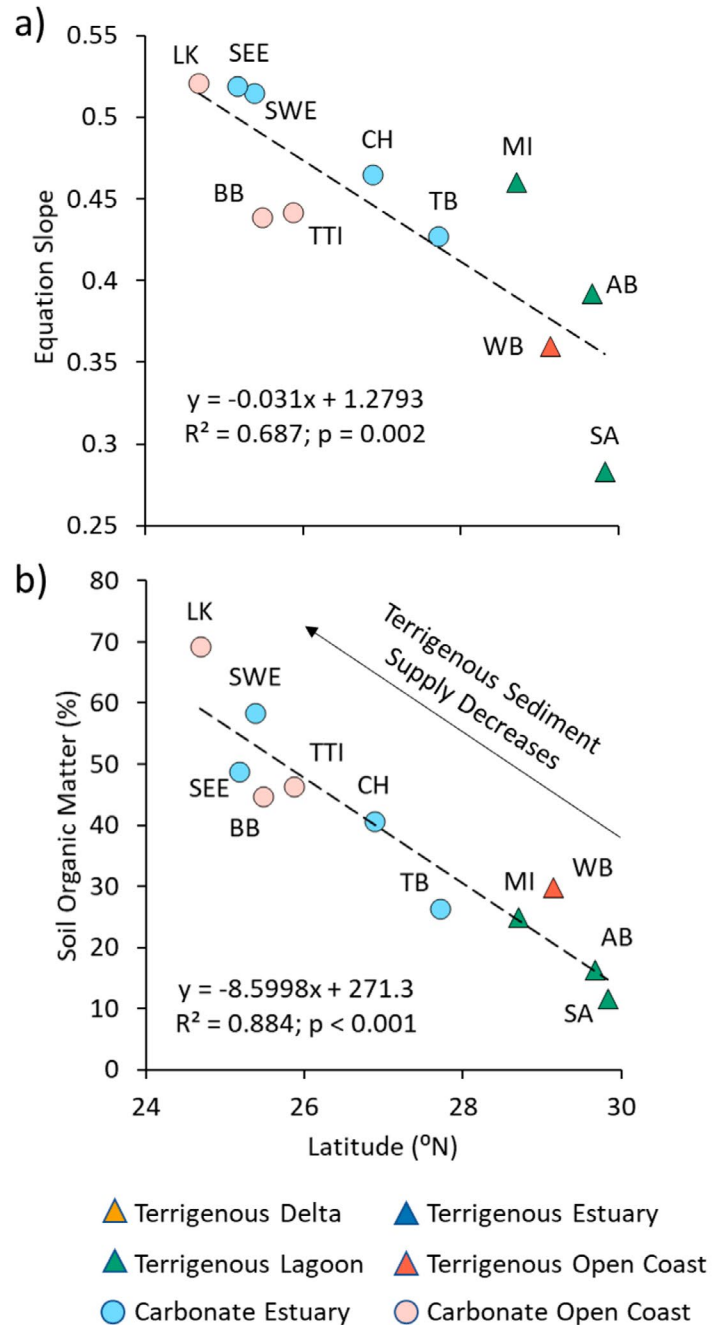 a)
0.55
0.5
0.45
0.4
0.35
0.3
0.25
Equation Slope
LK
SEE
SWE
CH
MI
BB
TTI
TB
AB
WB
SA
y = -0.031x + 1.2793
R² = 0.687; p = 0.002
b)
80
70
60
50
40
30
20
10
0
Soil Organic Matter (%)
LK
SWE
TTI
SEE
BB
CH
TB
MI
WB
AB
SA
Terrigenous Sediment
Supply Decreases
y = -8.5998x + 271.3
R² = 0.884; p < 0.001
24 26 28 30
Latitude (⁰N)
Terrigenous Delta Terrigenous Estuary
Terrigenous Lagoon Terrigenous Open Coast
Carbonate Estuary Carbonate Open Coast